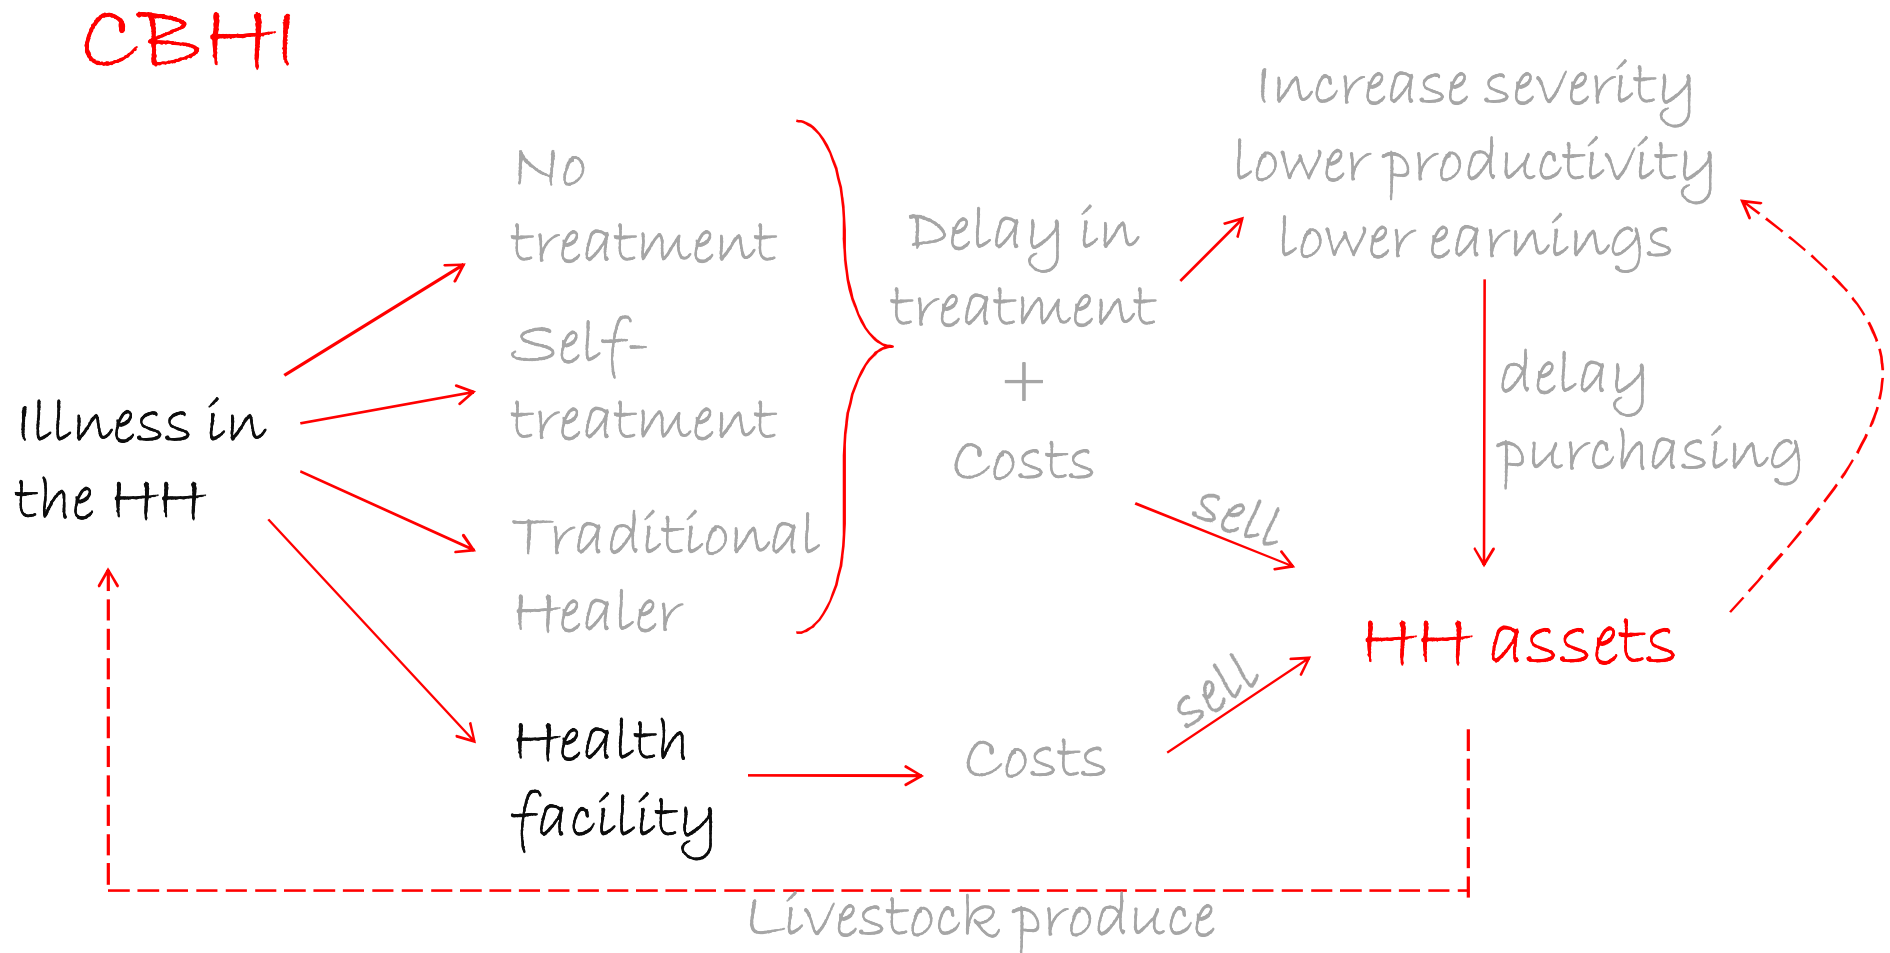 CBHI
Increase severity
lower productivity
lower earnings
No
treatment
Delay in
treatment
+
Costs
Self-
treatment
delay
purchasing
Illness in
the HH
sell
Traditional
Healer
HH assets
sell
Health
facility
Costs
Livestock produce